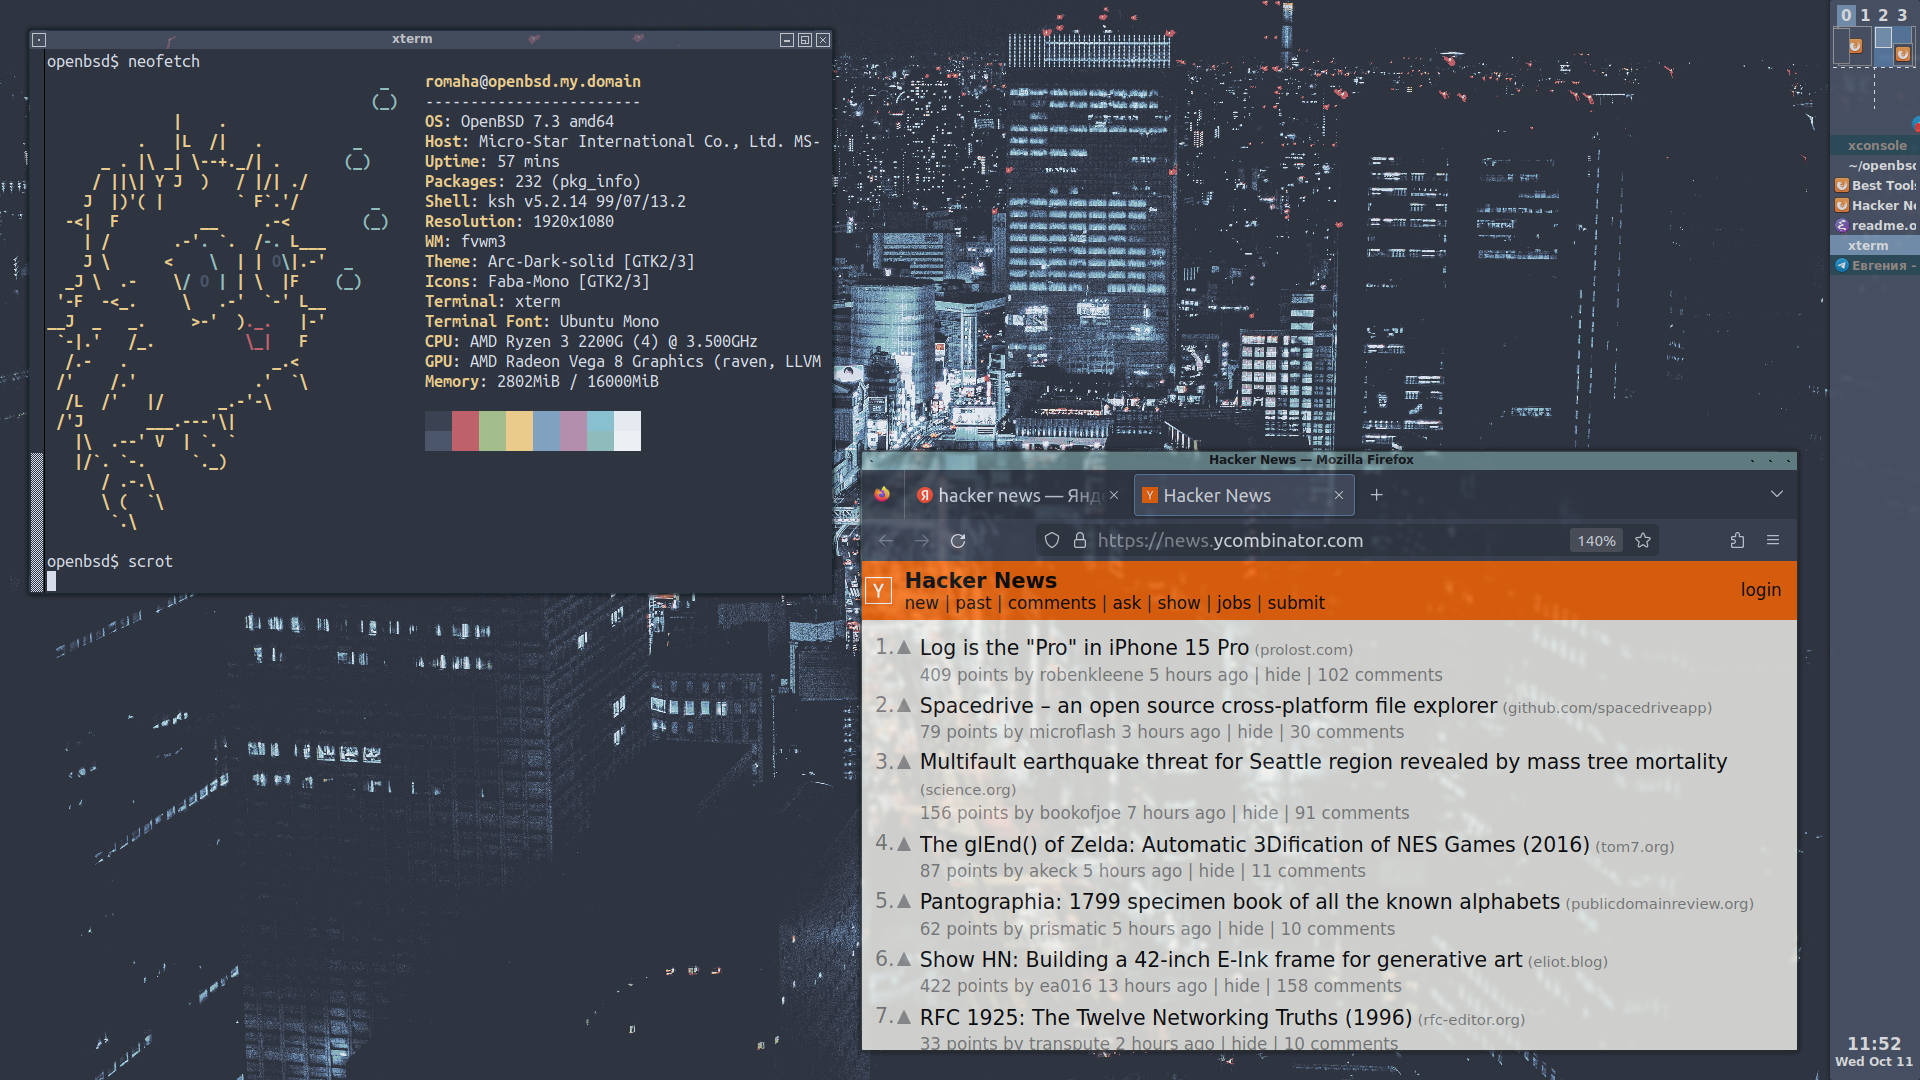 xterm
openbsd$ neofetch
romaha@openbsd.my.domain
------------------------
OS: OpenBSD 7.3 amd64
Host: Micro-Star International Co., Ltd. MS-
Uptime: 57 mins
Packages: 232 (pkg_info)
Shell: ksh v5.2.14 99/07/13.2
Resolution: 1920x1080
WM: fvwm3
Theme: Arc-Dark-solid [GTK2/3]
Icons: Faba-Mono [GTK2/3]
Terminal: xterm
Terminal Font: Ubuntu Mono
CPU: AMD Ryzen 3 2200G (4) @ 3.500GHz
GPU: AMD Radeon Vega 8 Graphics (raven, LLVM
Memory: 2802MiB / 16000MiB
openbsd$ scrot
Hacker News — Mozilla Firefox
hacker news — Янд
Hacker News
https://news.ycombinator.com
140%
Y
Hacker News
new | past | comments | ask | show | jobs | submit
login
1. Log is the "Pro" in iPhone 15 Pro (prolost.com)
409 points by robenkleene 5 hours ago | hide | 102 comments
2. Spacedrive – an open source cross-platform file explorer (github.com/spacedriveapp)
79 points by microflash 3 hours ago | hide | 30 comments
3. Multifault earthquake threat for Seattle region revealed by mass tree mortality
(science.org)
156 points by bookofjoe 7 hours ago | hide | 91 comments
4. The glEnd() of Zelda: Automatic 3Dification of NES Games (2016) (tom7.org)
87 points by akeck 5 hours ago | hide | 11 comments
5. Pantographia: 1799 specimen book of all the known alphabets (publicdomainreview.org)
62 points by prismatic 5 hours ago | hide | 10 comments
6. Show HN: Building a 42-inch E-Ink frame for generative art (eliot.blog)
422 points by ea016 13 hours ago | hide | 158 comments
7. RFC 1925: The Twelve Networking Truths (1996) (rfc-editor.org)
33 points by transpute 2 hours ago | hide | 10 comments
0 1 2 3
xconsole
~/openbsd
Best Tools
Hacker Ne
readme.o
xterm
Евгения -
11:52
Wed Oct 11